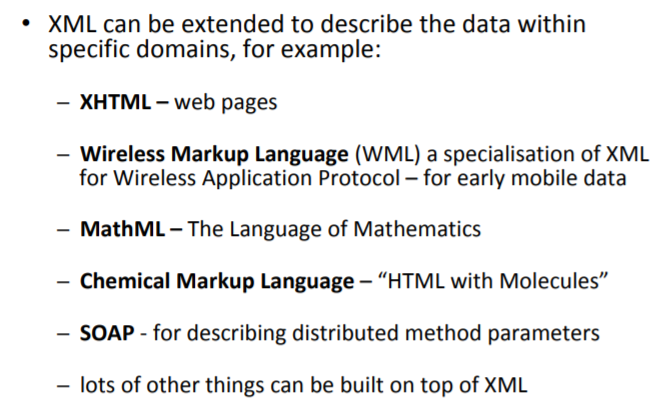 • XML can be extended to describe the data within
specific domains, for example:
– XHTML – web pages
– Wireless Markup Language (WML) a specialisation of XML
for Wireless Application Protocol – for early mobile data
– MathML – The Language of Mathematics
– Chemical Markup Language – “HTML with Molecules”
– SOAP - for describing distributed method parameters
– lots of other things can be built on top of XML